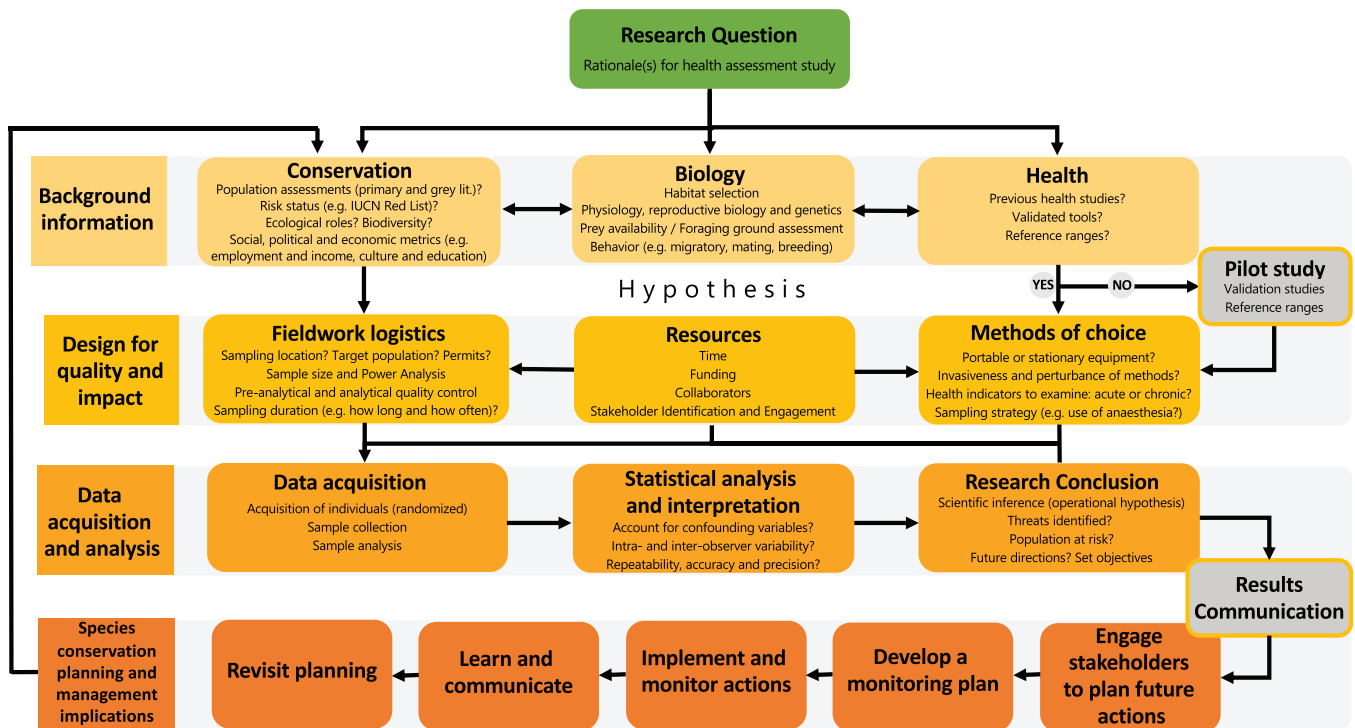 Research Question
Rationale(s) for health assessment study
Background
information
Conservation
Population assessments (primary and grey lit.)?
Risk status (e.g. IUCN Red List)?
Ecological roles? Biodiversity?
Social, political and economic metrics (e.g.
employment and income, culture and education)
Biology
Habitat selection
Physiology, reproductive biology and genetics
Prey availability / Foraging ground assessment
Behavior (e.g. migratory, mating, breeding)
Health
Previous health studies?
Validated tools?
Reference ranges?
Hypothesis
YES
NO
Pilot study
Validation studies
Reference ranges
Design for
quality and
impact
Fieldwork logistics
Sampling location? Target population? Permits?
Sample size and Power Analysis
Pre-analytical and analytical quality control
Sampling duration (e.g. how long and how often)?
Resources
Time
Funding
Collaborators
Stakeholder Identification and Engagement
Methods of choice
Portable or stationary equipment?
Invasiveness and perturbance of methods?
Health indicators to examine: acute or chronic?
Sampling strategy (e.g. use of anaesthesia?)
Data
acquisition
and analysis
Data acquisition
Acquisition of individuals (randomized)
Sample collection
Sample analysis
Statistical analysis
and interpretation
Account for confounding variables?
Intra- and inter-observer variability?
Repeatability, accuracy and precision?
Research Conclusion
Scientific inference (operational hypothesis)
Threats identified?
Population at risk?
Future directions? Set objectives
Results
Communication
Species
conservation
planning and
management
implications
Revisit planning
Learn and
communicate
Implement and
monitor actions
Develop a
monitoring plan
Engage
stakeholders
to plan future
actions